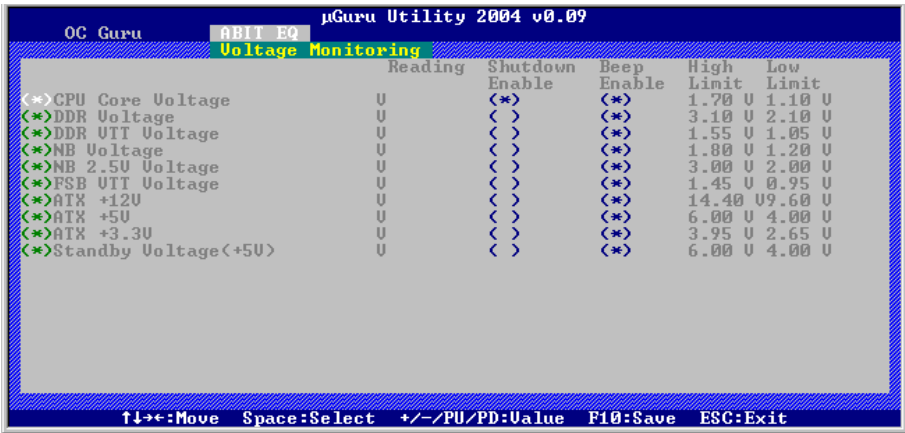 µGuru Utility 2004 v0.09
OC Guru ABIT EQ
Voltage Monitoring
Reading Shutdown Enable Beep Enable High Limit Low Limit
(*)CPU Core Voltage V (*) (*) 1.70 V 1.10 V
(*)DDR Voltage V ( ) (*) 3.10 V 2.10 V
(*)DDR VTT Voltage V ( ) (*) 1.55 V 1.05 V
(*)NB Voltage V ( ) (*) 1.80 V 1.20 V
(*)NB 2.5V Voltage V ( ) (*) 3.00 V 2.00 V
(*)FSB VTT Voltage V ( ) (*) 1.45 V 0.95 V
(*)ATX +12V V ( ) (*) 14.40 V9.60 V
(*)ATX +5V V ( ) (*) 6.00 V 4.00 V
(*)ATX +3.3V V ( ) (*) 3.95 V 2.65 V
(*)Standby Voltage(+5V) V ( ) (*) 6.00 V 4.00 V
↑↓→←:Move Space:Select +/-/PU/PD:Value F10:Save ESC:Exit